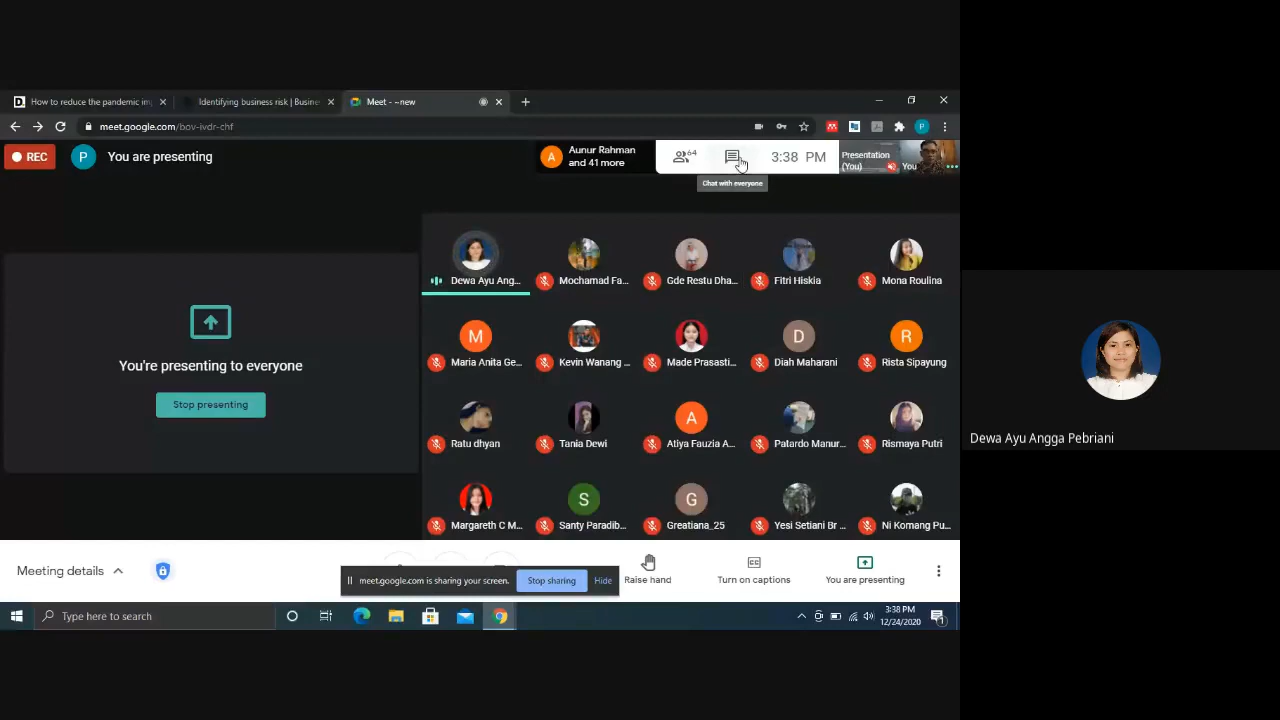 How to reduce the pandemic im
Identifying business risk | Busine
Meet - ~new
meet.google.com/bov-ivdr-chf
P
REC
P
You are presenting
A
Aunur Rahman
and 41 more
64
3:38 PM
Presentation
(You)
You
Chat with everyone
Dewa Ayu Ang...
Mochamad Fa...
Gde Restu Dha...
Fitri Hiskia
Mona Roulina
You're presenting to everyone
Stop presenting
M
D
R
Maria Anita Ge...
Kevin Wanang ...
Made Prasasti...
Diah Maharani
Rista Sipayung
A
Ratu dhyan
Tania Dewi
Atiya Fauzia A...
Patardo Manur...
Rismaya Putri
S
G
Margareth C M...
Santy Paradib...
Greatiana_25
Yesi Setiani Br ...
Ni Komang Pu...
Dewa Ayu Angga Pebriani
Meeting details
meet.google.com is sharing your screen.
Stop sharing
Hide
Raise hand
Turn on captions
You are presenting
Type here to search
3:38 PM
12/24/2020
1